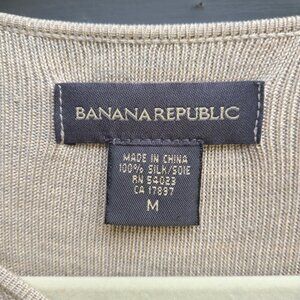 BANANA REPUBLIC
MADE IN CHINA
100% SILK/SOIE
RN 54023
CA 17897
M